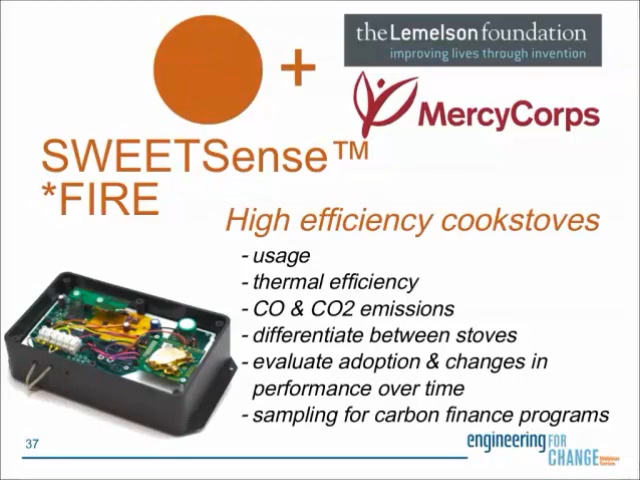 +
the Lemelson foundation
improving lives through invention
MercyCorps
SWEETSense™
*FIRE
High efficiency cookstoves
- usage
- thermal efficiency
- CO & CO2 emissions
- differentiate between stoves
- evaluate adoption & changes in
performance over time
- sampling for carbon finance programs
37
engineering FOR
CHANGE Webinar
Series